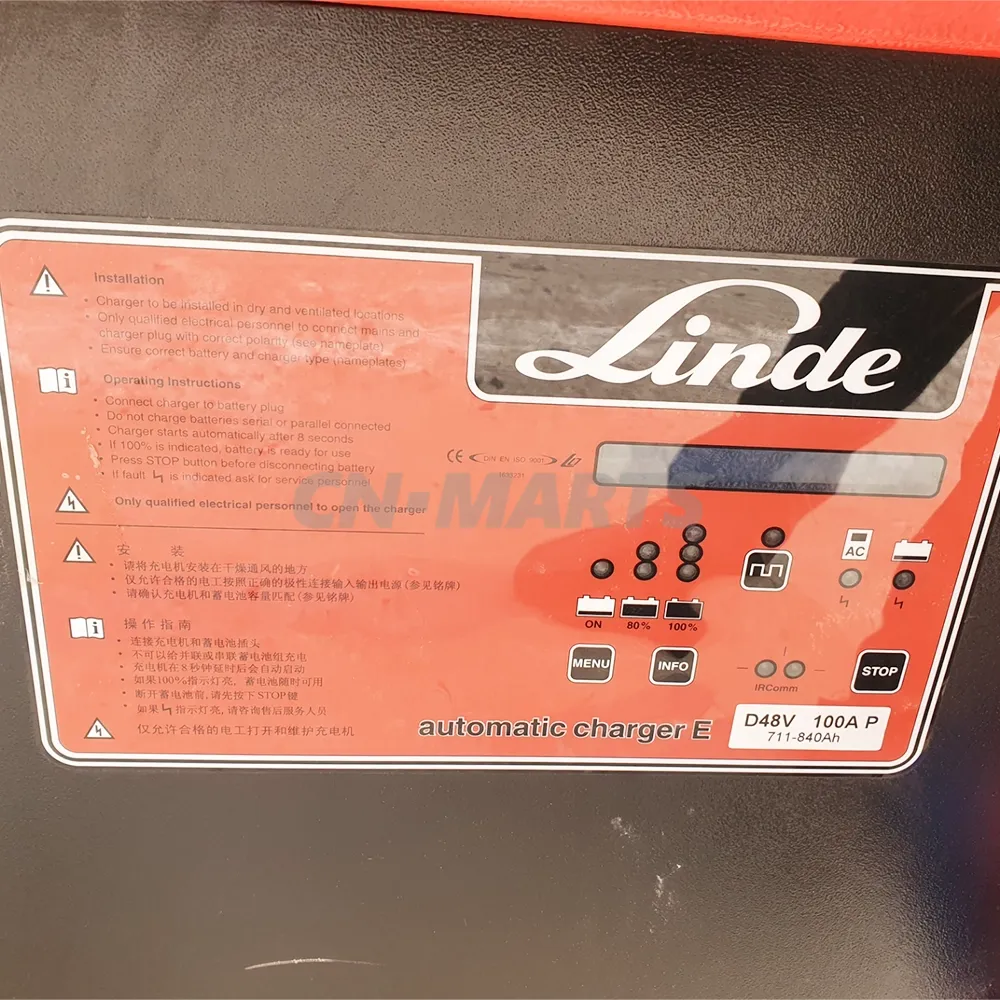 Linde
Installation
• Charger to be installed in dry and ventilated locations
• Only qualified electrical personnel to connect mains and
charger plug with correct polarity (see nameplate)
• Ensure correct battery and charger type (nameplates)
Operating Instructions
• Connect charger to battery plug
• Do not charge batteries serial or parallel connected
• Charger starts automatically after 8 seconds
• If 100% is indicated, battery is ready for use
• Press STOP button before disconnecting battery
• If fault ϟ is indicated ask for service personnel
Only qualified electrical personnel to open the charger
CE DIN EN ISO 9001
CN-MARTS
安 装
• 请将充电机安装在干燥通风的地方
• 仅允许合格的电工按照正确的极性连接输入输出电源(参见铭牌)
• 请确认充电机和蓄电池容量匹配(参见铭牌)
操作指南
• 连接充电机和蓄电池插头
• 不可以给并联或串联蓄电池组充电
• 充电机在8秒钟延时后会自动启动
• 如果100%指示灯亮, 蓄电池随时可用
• 断开蓄电池前,请先按下STOP键
• 如果ϟ指示灯亮,请咨询售后服务人员
仅允许合格的电工打开和维护充电机
AC
ON 80% 100%
MENU INFO
IRComm
STOP
automatic charger E
D48V 100A P
711-840Ah